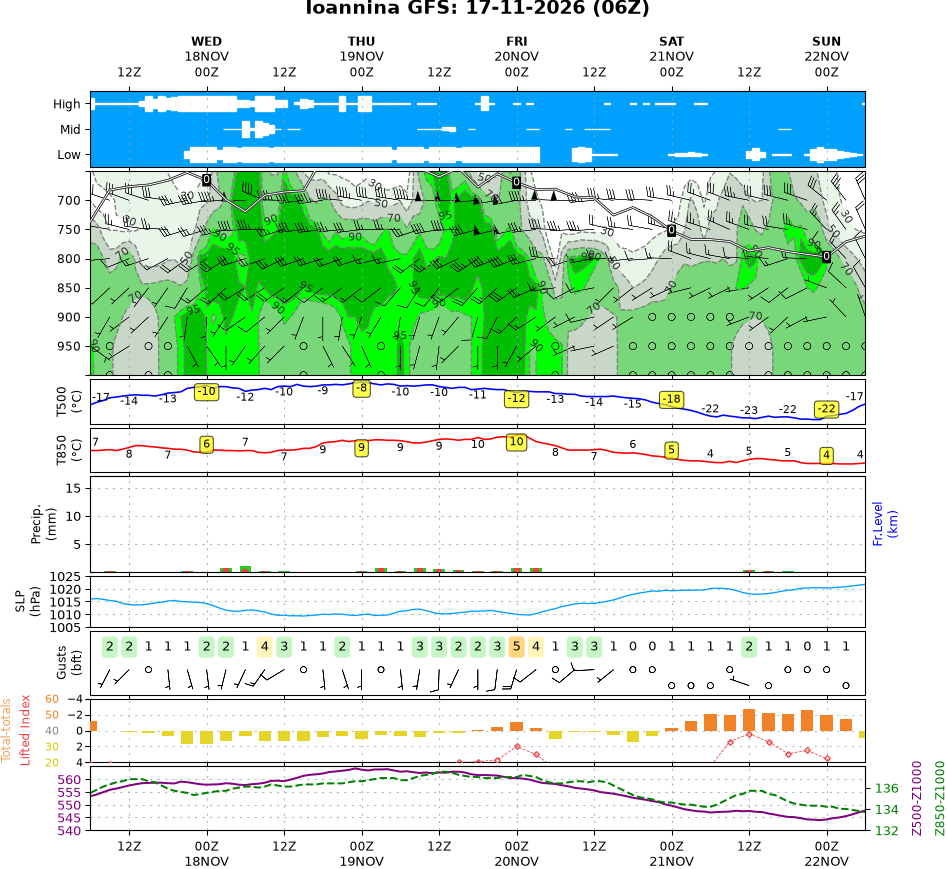 Ioannina GFS: 17-11-2026 (06Z)
WED THU FRI SAT SUN
18NOV 19NOV 20NOV 21NOV 22NOV
12Z 00Z 12Z 00Z 12Z 00Z 12Z 00Z 12Z 00Z
High
Mid
Low
700
750
800
850
900
950
0 0 0 0
T500 (°C)
-17 -14 -13 -10 -12 -10 -9 -8 -10 -10 -11 -12 -13 -14 -15 -18 -22 -23 -22 -22 -17
T850 (°C)
7 8 7 6 7 7 9 9 9 9 10 10 8 7 6 5 4 5 5 4 4
Precip. (mm)
15
10
5
Fr.Level (km)
SLP (hPa)
1025
1020
1015
1010
1005
Gusts (bft)
2 2 1 1 1 2 2 1 4 3 1 1 2 1 1 1 3 3 2 2 3 5 4 1 3 3 1 0 0 1 1 1 1 2 1 1 0 1 1
Total-totals Lifted Index
60 −4
50 −2
40 0
30 2
20 4
560
555
550
545
540
136
134
132
Z500-Z1000
Z850-Z1000
12Z 00Z 12Z 00Z 12Z 00Z 12Z 00Z 12Z 00Z
18NOV 19NOV 20NOV 21NOV 22NOV